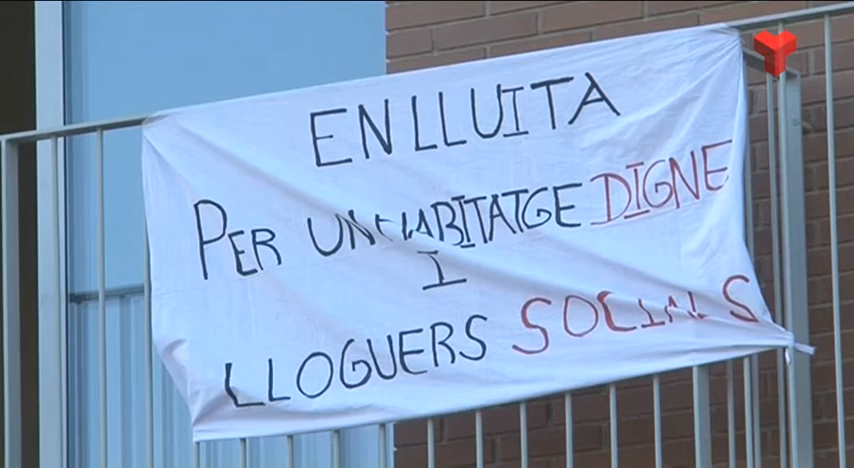 EN LLUITA
PER UN HABITATGE DIGNE
I
LLOGUERS SOCIALS